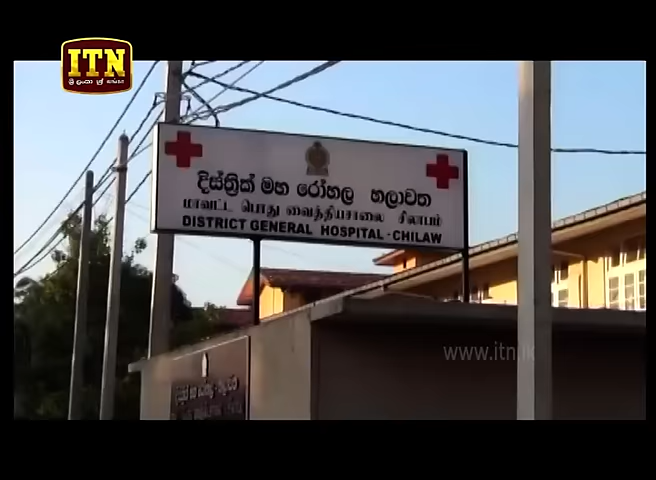 ITN
දිස්ත්‍රික් මහ රෝහල හලාවත
மாவட்ட பொது வைத்தியசாலை சீலாபம்
DISTRICT GENERAL HOSPITAL - CHILAW
www.itn.lk